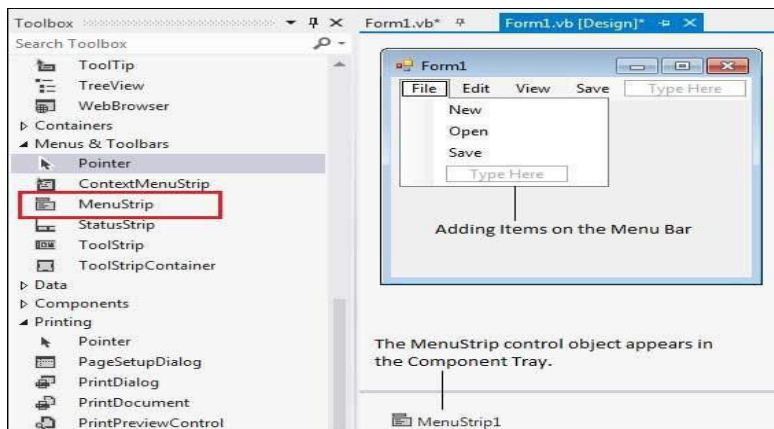 Toolbox
Search Toolbox
ToolTip
TreeView
WebBrowser
Containers
Menus & Toolbars
Pointer
ContextMenuStrip
MenuStrip
StatusStrip
ToolStrip
ToolStripContainer
Data
Components
Printing
Pointer
PageSetupDialog
PrintDialog
PrintDocument
PrintPreviewControl
Form1.vb*
Form1.vb [Design]*
Form1
File Edit View Save Type Here
New
Open
Save
Type Here
Adding Items on the Menu Bar
The MenuStrip control object appears in
the Component Tray.
MenuStrip1